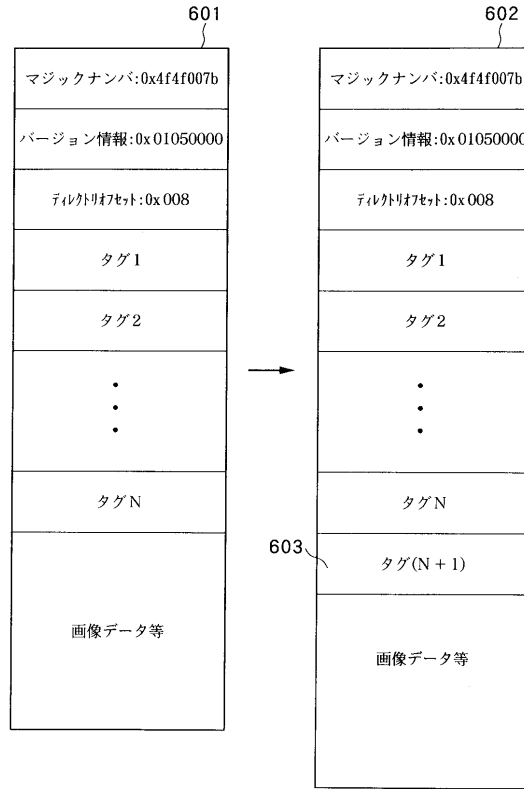 601
マジックナンバ:0x4f4f007b
バージョン情報:0x01050000
ディレクトリオフセット:0x008
タグ1
タグ2
タグN
画像データ等
602
マジックナンバ:0x4f4f007b
バージョン情報:0x01050000
ディレクトリオフセット:0x008
タグ1
タグ2
タグN
603
タグ(N+1)
画像データ等